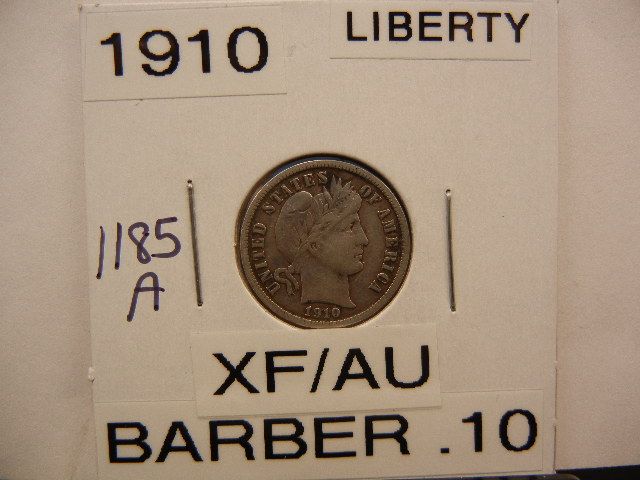 1910
LIBERTY
1185
A
UNITED STATES OF AMERICA
1910
XF/AU
BARBER .10